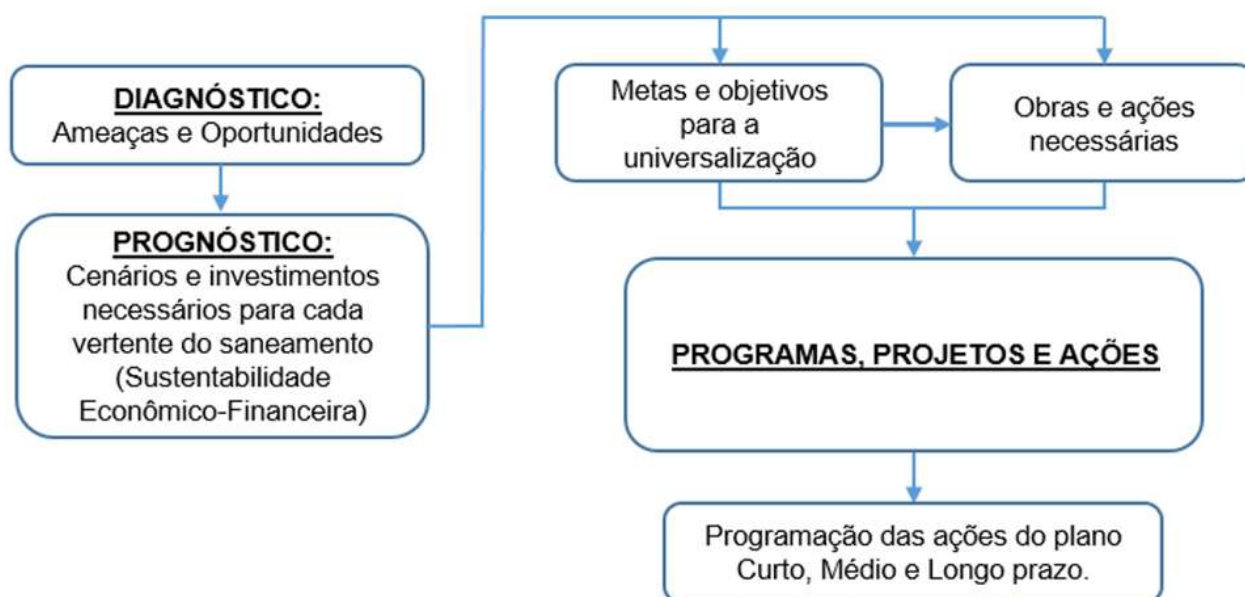 DIAGNÓSTICO:
Ameaças e Oportunidades
PROGNÓSTICO:
Cenários e investimentos
necessários para cada
vertente do saneamento
(Sustentabilidade
Econômico-Financeira)
Metas e objetivos
para a
universalização
Obras e ações
necessárias
PROGRAMAS, PROJETOS E AÇÕES
Programação das ações do plano
Curto, Médio e Longo prazo.